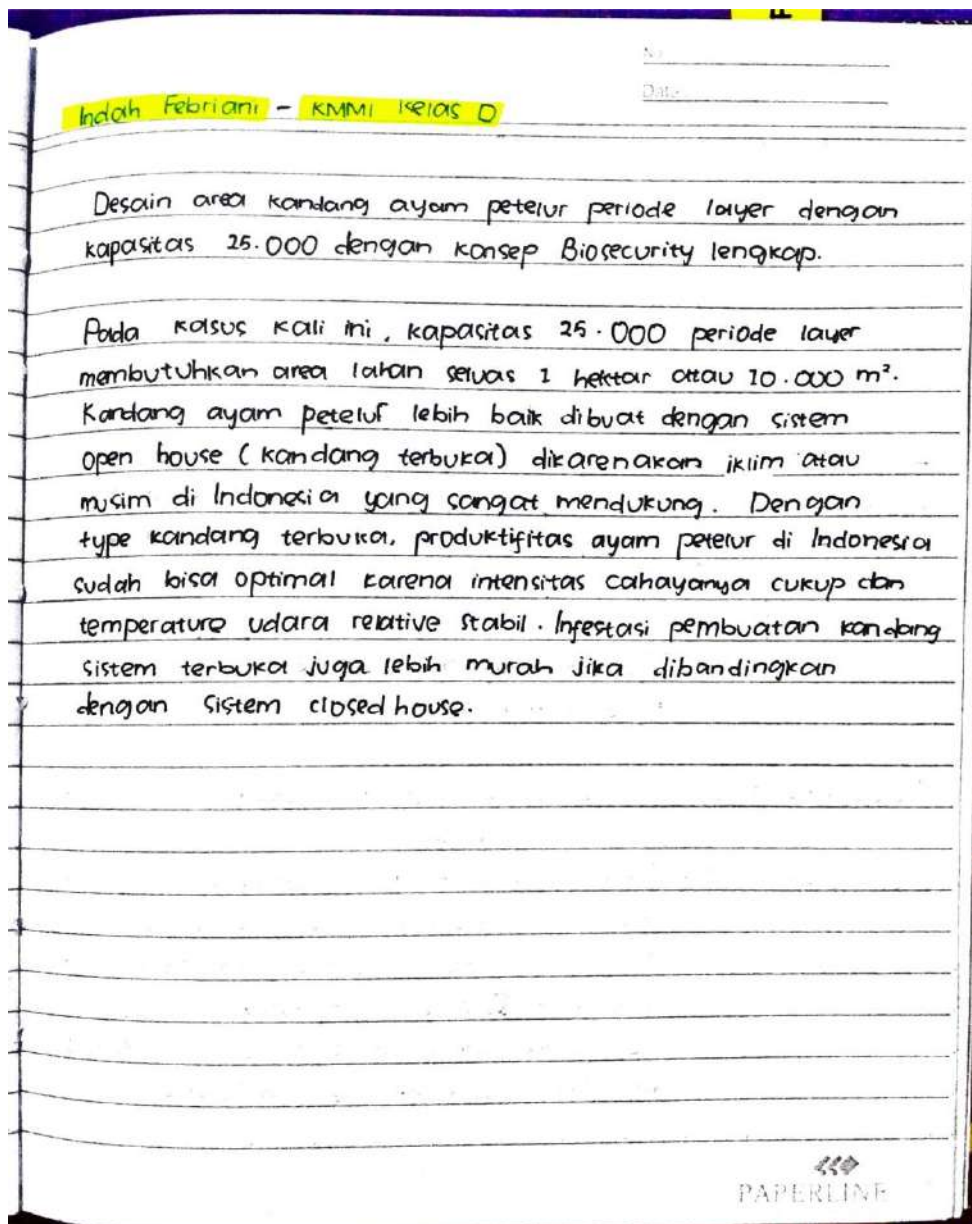 No
Date
Indah Febriani - KMMI Kelas D
Desain area kandang ayam petelur periode layer dengan
kapasitas 25.000 dengan konsep Biosecurity lengkap.
Pada kasus kali ini, kapasitas 25.000 periode layer
membutuhkan area lahan seluas 1 hektar atau 10.000 m².
Kandang ayam petelur lebih baik dibuat dengan sistem
open house (kandang terbuka) dikarenakan iklim atau
musim di Indonesia yang sangat mendukung. Dengan
type kandang terbuka, produktifitas ayam petelur di Indonesia
sudah bisa optimal karena intensitas cahayanya cukup dan
temperature udara relative stabil. Infestasi pembuatan kandang
sistem terbuka juga lebih murah jika dibandingkan
dengan sistem closed house.
PAPERLINE